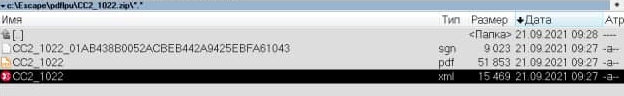 c:\Escape\pdflpu\CC2_1022.zip\*.*
Имя Тип Размер Дата Атр
[..] <Папка> 21.09.2021 09:28 ----
CC2_1022_01AB438B0052ACBEB442A9425EBFA61043 sgn 9 023 21.09.2021 09:27 -a--
CC2_1022 pdf 51 853 21.09.2021 09:27 -a--
CC2_1022 xml 15 469 21.09.2021 09:27 -a--